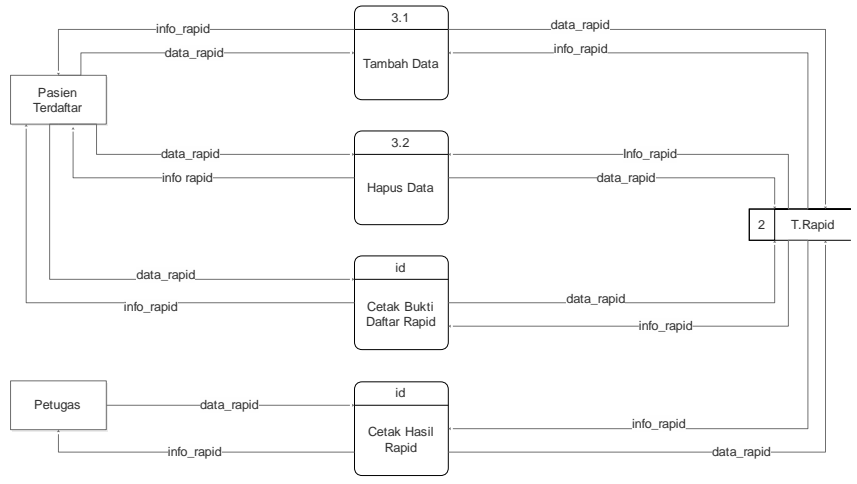 3.1
Tambah Data
info_rapid
data_rapid
data_rapid
info_rapid
Pasien
Terdaftar
3.2
Hapus Data
data_rapid
info rapid
Info_rapid
data_rapid
2
T.Rapid
id
Cetak Bukti
Daftar Rapid
data_rapid
info_rapid
data_rapid
info_rapid
Petugas
id
Cetak Hasil
Rapid
data_rapid
info_rapid
info_rapid
data_rapid